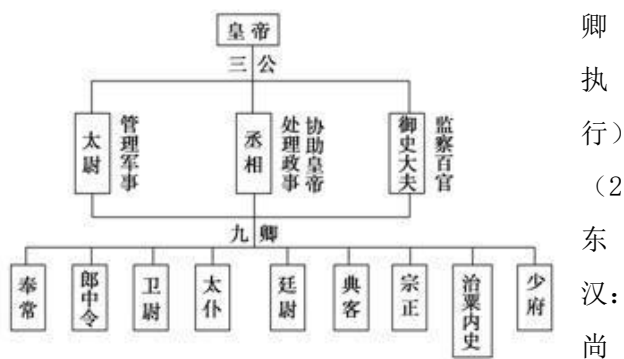 皇帝
三公
太尉
管理军事
丞相
协助皇帝
处理政事
御史大夫
监察百官
九卿
奉常
郎中令
卫尉
太仆
廷尉
典客
宗正
治粟内史
少府
卿
执
行)
(2
东
汉:
尚